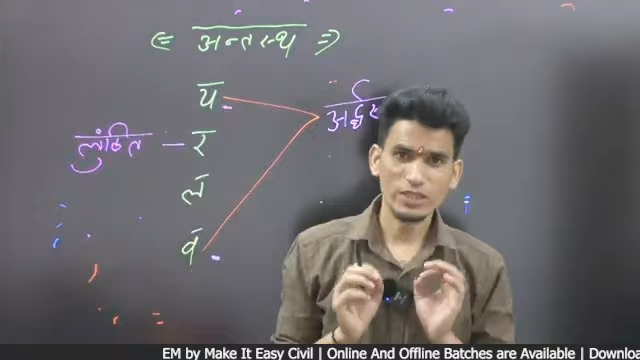 ⇐ अन्तस्थ ⇒
य
लुंठित — र
ल
व
EM by Make It Easy Civil | Online And Offline Batches are Available | Downlo